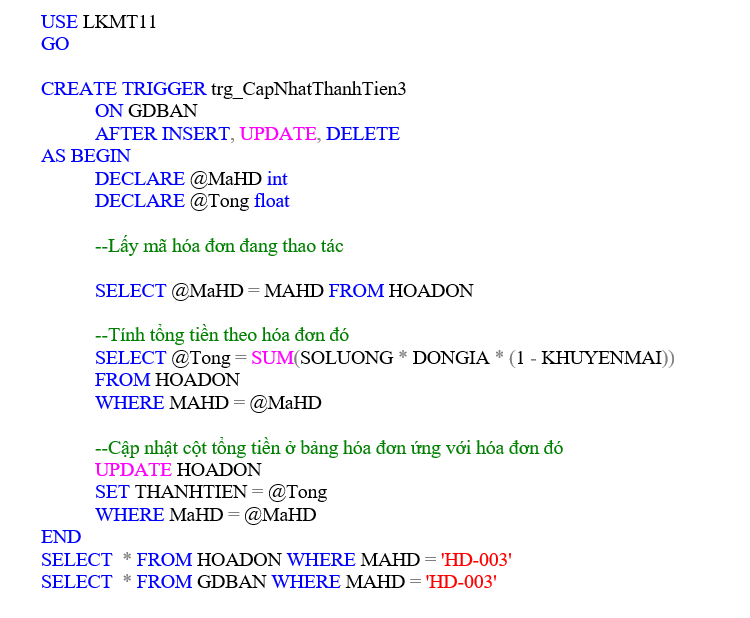 USE LKMT11
GO
CREATE TRIGGER trg_CapNhatThanhTien3
ON GDBAN
AFTER INSERT, UPDATE, DELETE
AS BEGIN
DECLARE @MaHD int
DECLARE @Tong float
--Lấy mã hóa đơn đang thao tác
SELECT @MaHD = MAHD FROM HOADON
--Tính tổng tiền theo hóa đơn đó
SELECT @Tong = SUM(SOLUONG * DONGIA * (1 - KHUYENMAI))
FROM HOADON
WHERE MAHD = @MaHD
--Cập nhật cột tổng tiền ở bảng hóa đơn ứng với hóa đơn đó
UPDATE HOADON
SET THANHTIEN = @Tong
WHERE MaHD = @MaHD
END
SELECT * FROM HOADON WHERE MAHD = 'HD-003'
SELECT * FROM GDBAN WHERE MAHD = 'HD-003'